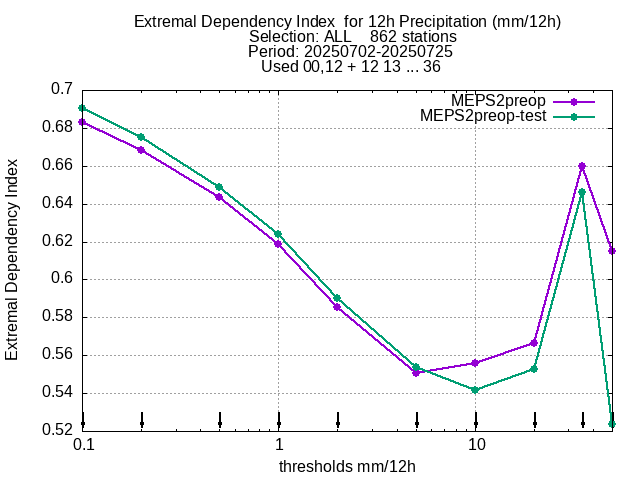 Extremal Dependency Index  for 12h Precipitation (mm/12h)
Selection: ALL    862 stations
Period: 20250702-20250725
Used 00,12 + 12 13 ... 36
MEPS2preop
MEPS2preop-test
0.7
0.68
0.66
0.64
0.62
0.6
0.58
0.56
0.54
0.52
Extremal Dependency Index
0.1 1 10
thresholds mm/12h